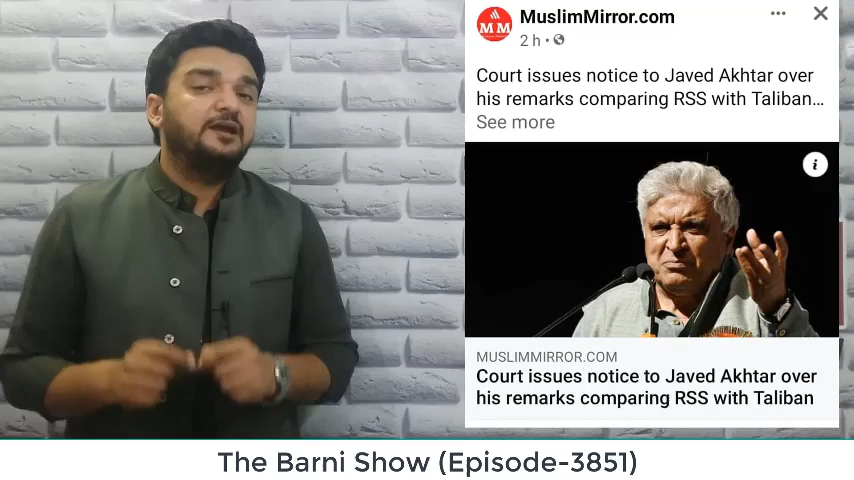 MM
MuslimMirror.com
2 h •
Court issues notice to Javed Akhtar over
his remarks comparing RSS with Taliban...
See more
MUSLIMMIRROR.COM
Court issues notice to Javed Akhtar over
his remarks comparing RSS with Taliban
The Barni Show (Episode-3851)